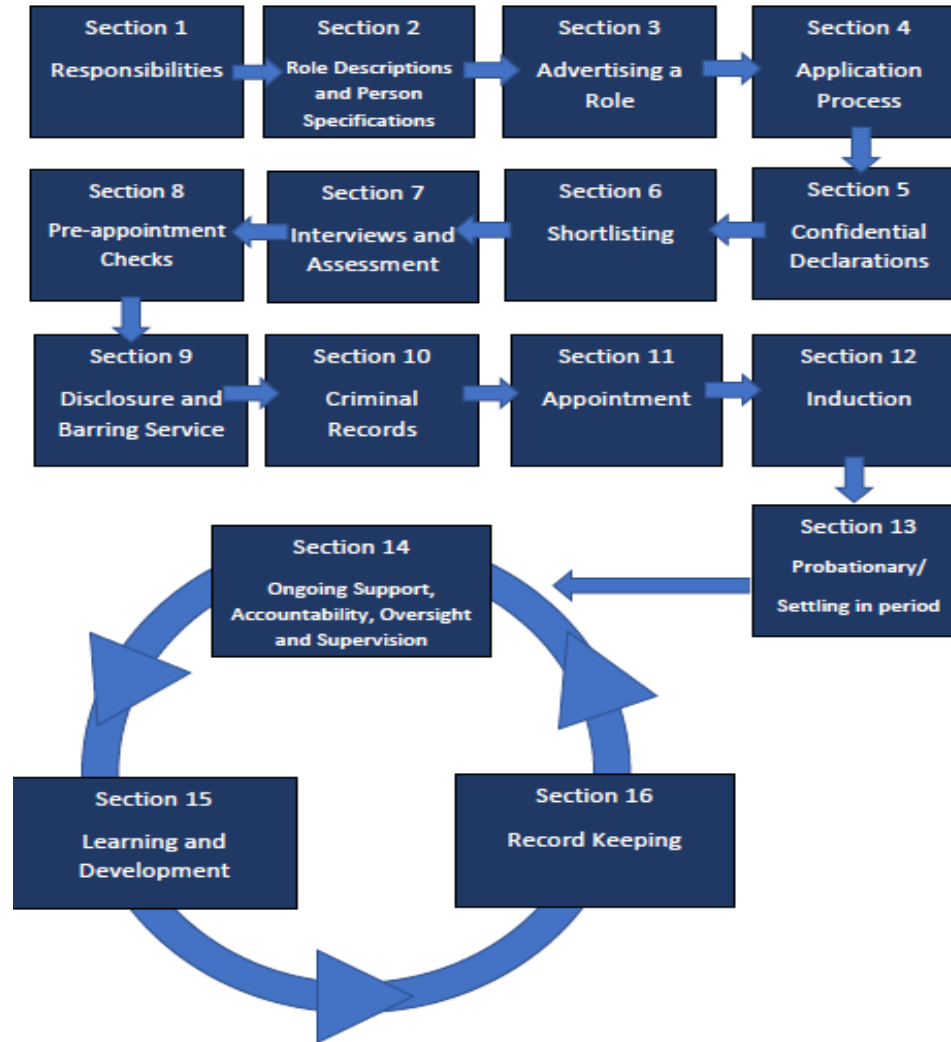 Section 1
Responsibilities
Section 2
Role Descriptions
and Person
Specifications
Section 3
Advertising a
Role
Section 4
Application
Process
Section 5
Confidential
Declarations
Section 6
Shortlisting
Section 7
Interviews and
Assessment
Section 8
Pre-appointment
Checks
Section 9
Disclosure and
Barring Service
Section 10
Criminal
Records
Section 11
Appointment
Section 12
Induction
Section 13
Probationary/
Settling in period
Section 14
Ongoing Support,
Accountability, Oversight
and Supervision
Section 15
Learning and
Development
Section 16
Record Keeping